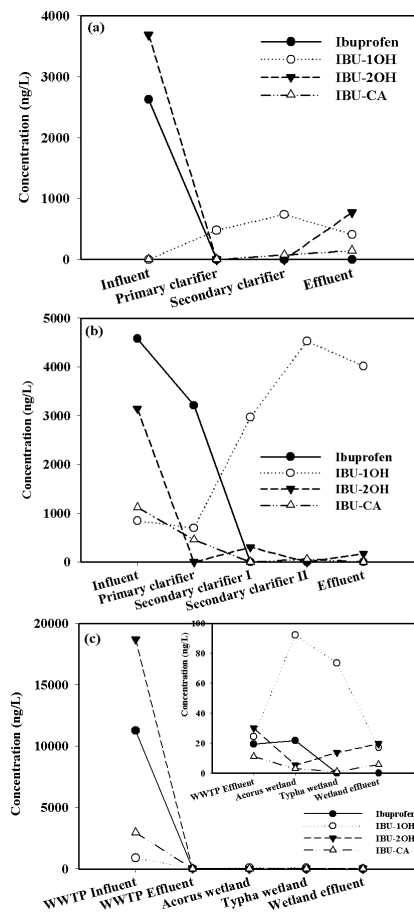 (a)
Concentration (ng/L)
4000
3000
2000
1000
0
Ibuprofen
IBU-1OH
IBU-2OH
IBU-CA
Influent
Primary clarifier
Secondary clarifier
Effluent
(b)
Concentration (ng/L)
5000
4000
3000
2000
1000
0
Ibuprofen
IBU-1OH
IBU-2OH
IBU-CA
Influent
Primary clarifier
Secondary clarifier I
Secondary clarifier II
Effluent
(c)
Concentration (ng/L)
20000
15000
10000
5000
0
Concentration (ng/L)
100
80
60
40
20
0
WWTP Effluent
Acorus wetland
Typha wetland
Wetland effluent
Ibuprofen
IBU-1OH
IBU-2OH
IBU-CA
WWTP Influent
WWTP Effluent
Acorus wetland
Typha wetland
Wetland effluent